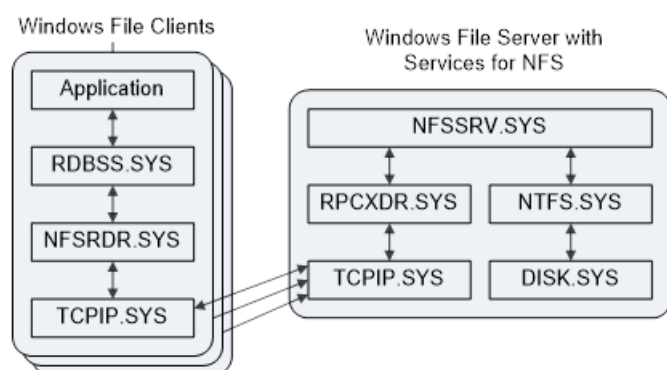 Windows File Clients
Application
RDBSS.SYS
NFSRDR.SYS
TCPIP.SYS
Windows File Server with
Services for NFS
NFSSRV.SYS
RPCXDR.SYS
NTFS.SYS
TCPIP.SYS
DISK.SYS